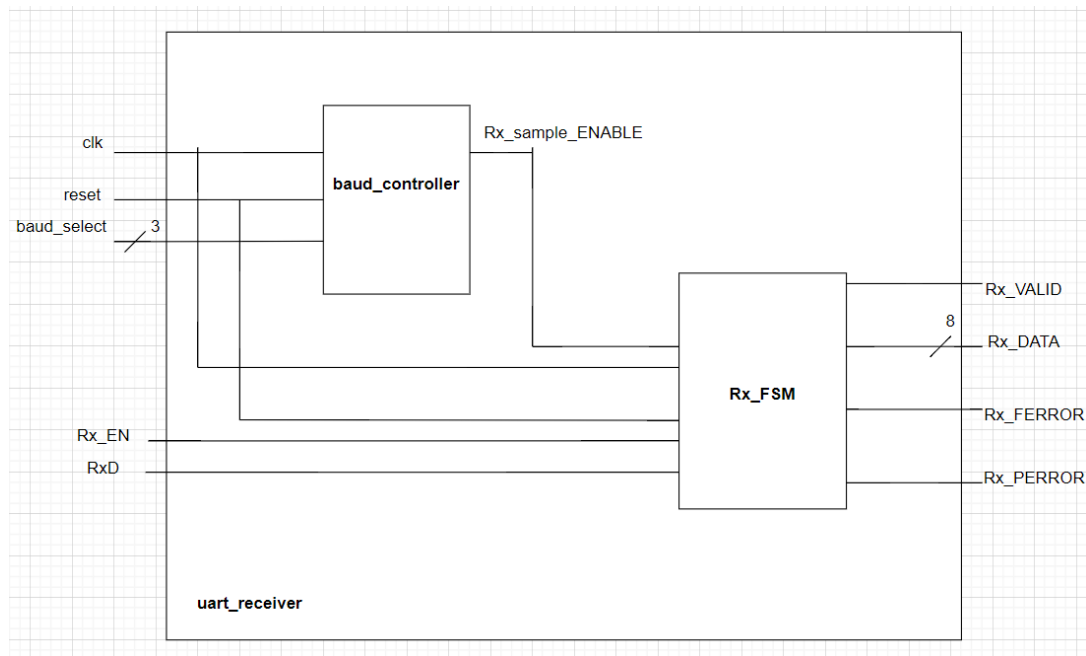 clk
reset
baud_select
3
baud_controller
Rx_sample_ENABLE
Rx_EN
RxD
Rx_FSM
Rx_VALID
8
Rx_DATA
Rx_FERROR
Rx_PERROR
uart_receiver